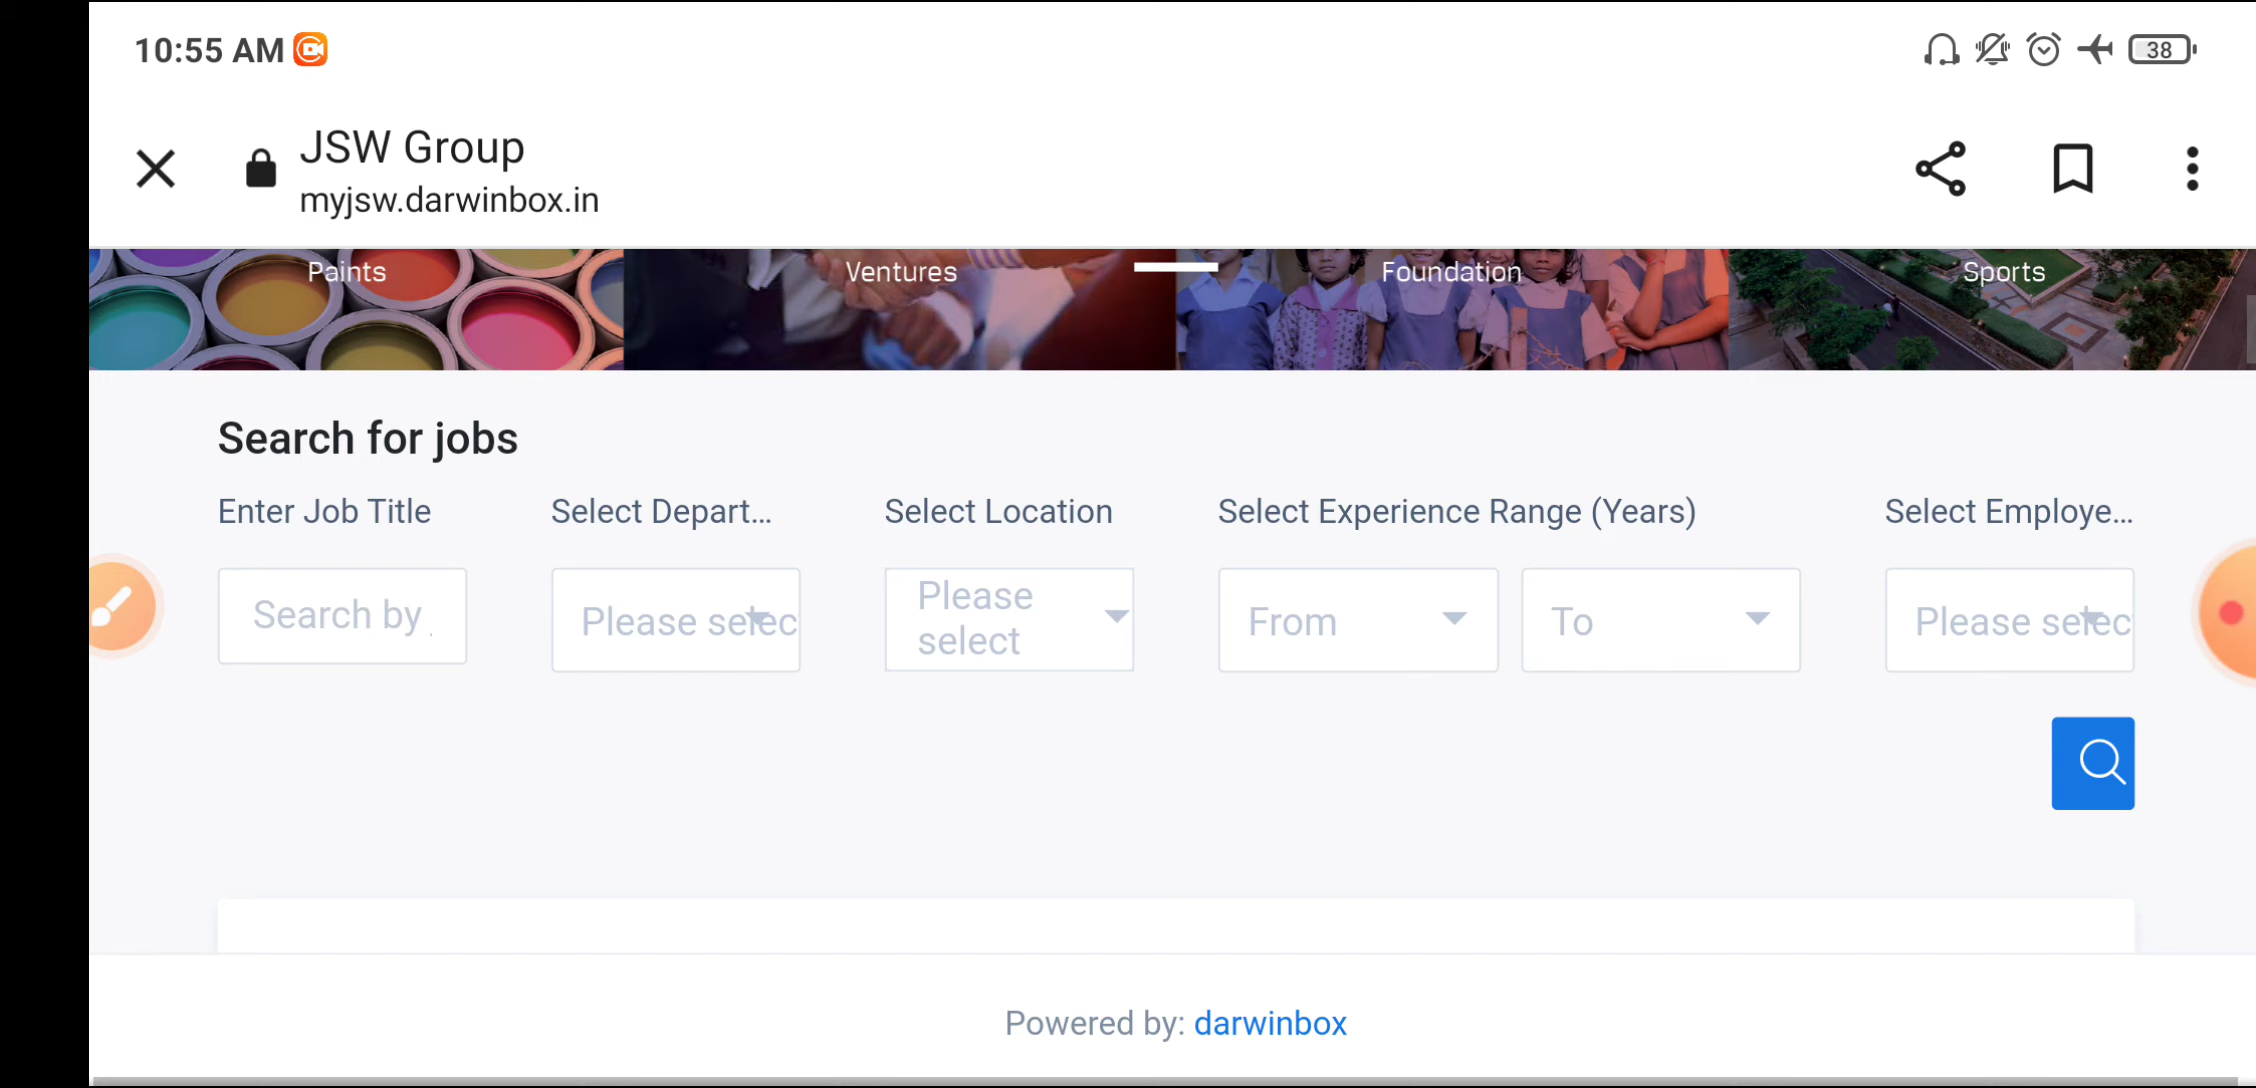 10:55 AM
38
JSW Group
myjsw.darwinbox.in
Paints
Ventures
Foundation
Sports
Search for jobs
Enter Job Title
Select Depart...
Select Location
Select Experience Range (Years)
Select Employe...
Search by
Please selec
Please
select
From
To
Please selec
Powered by: darwinbox